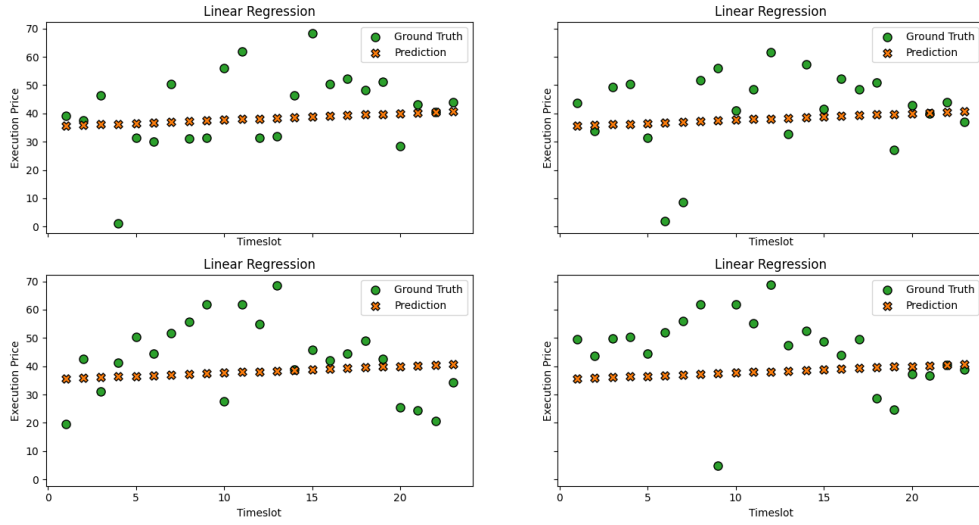 Linear Regression
70
60
50
40
30
20
10
0
Execution Price
Ground Truth
Prediction
Timeslot
Linear Regression
Execution Price
Ground Truth
Prediction
Timeslot
Linear Regression
70
60
50
40
30
20
10
0
Execution Price
Ground Truth
Prediction
0 5 10 15 20
Timeslot
Linear Regression
Execution Price
Ground Truth
Prediction
0 5 10 15 20
Timeslot